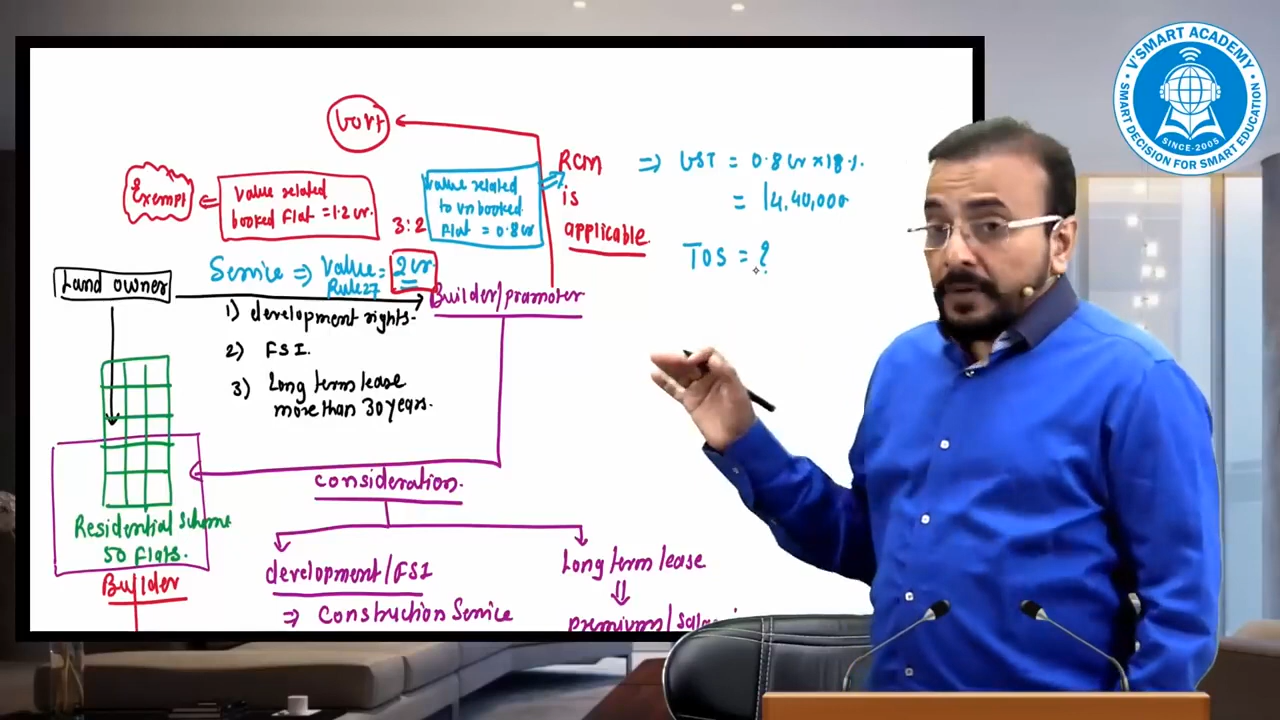 Govt
Exempt
Value related
booked Flat = 1.2 cr.
3:2
Value related
to unbooked
Flat = 0.8 cr
RCM
is
applicable.
⇒ GST = 0.8 cr × 18%.
= 14,40,000
TOS = ?
Land owner
Service ⇒ Value = 2 cr.
Rule 27
Builder/promoter
1) development rights.
2) FSI.
3) Long term lease
more than 30 years.
Residential Scheme
50 Flats.
Builder
consideration.
development/FSI
⇒ Construction Service
Long term lease
⇓
V'SMART ACADEMY
SMART DECISION FOR SMART EDUCATION
SINCE-2005